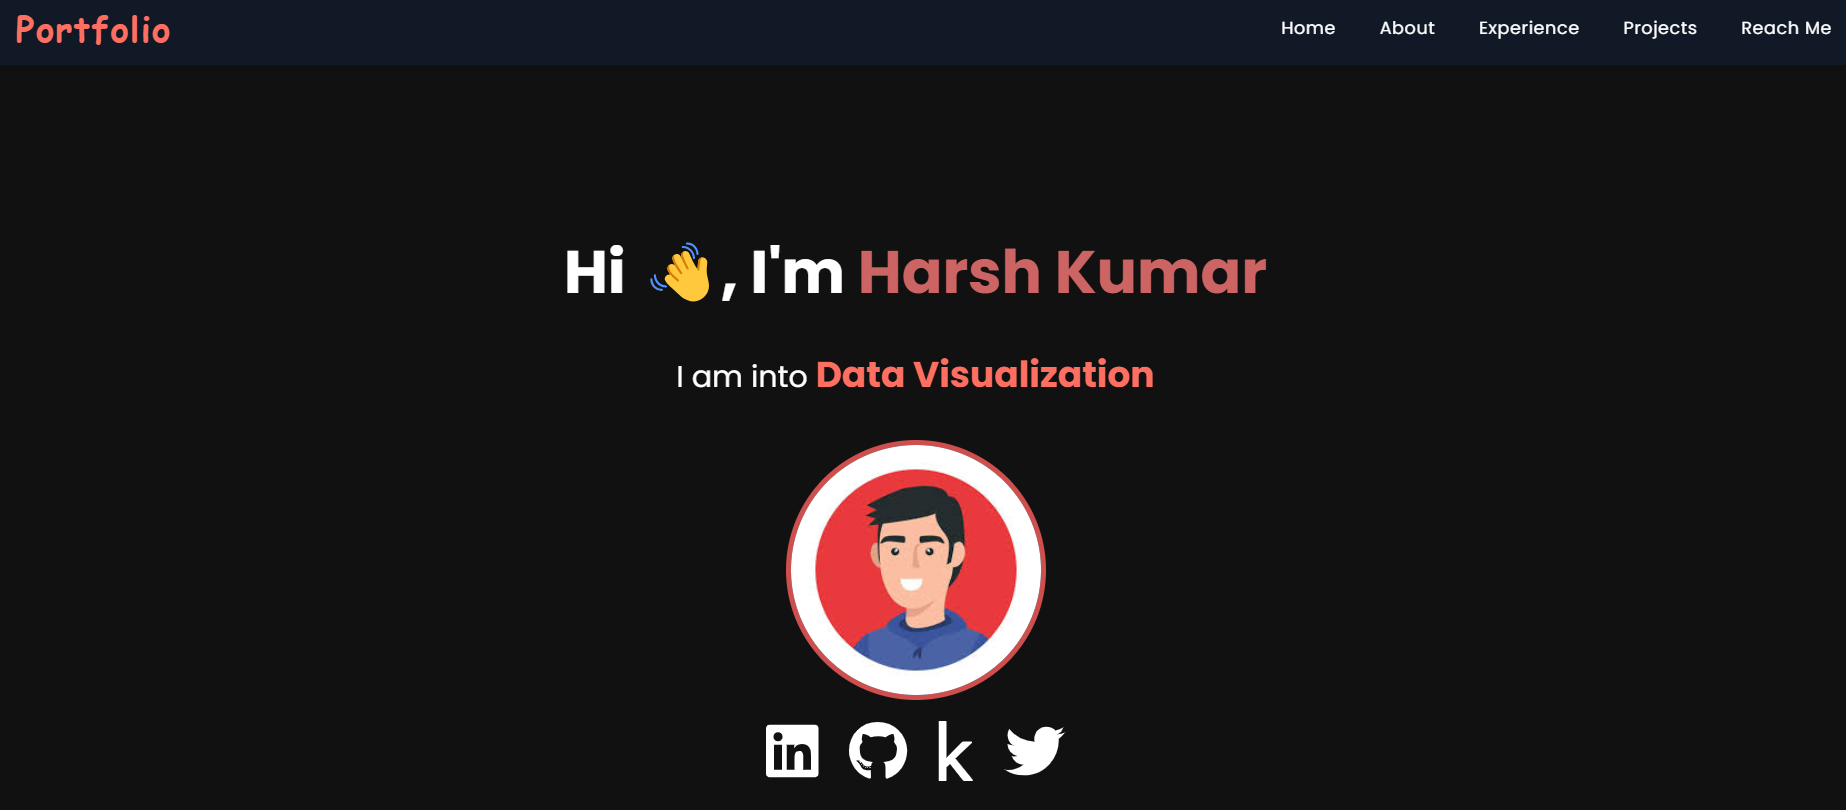 Portfolio
Home About Experience Projects Reach Me
Hi 👋, I'm Harsh Kumar
I am into Data Visualization
in k